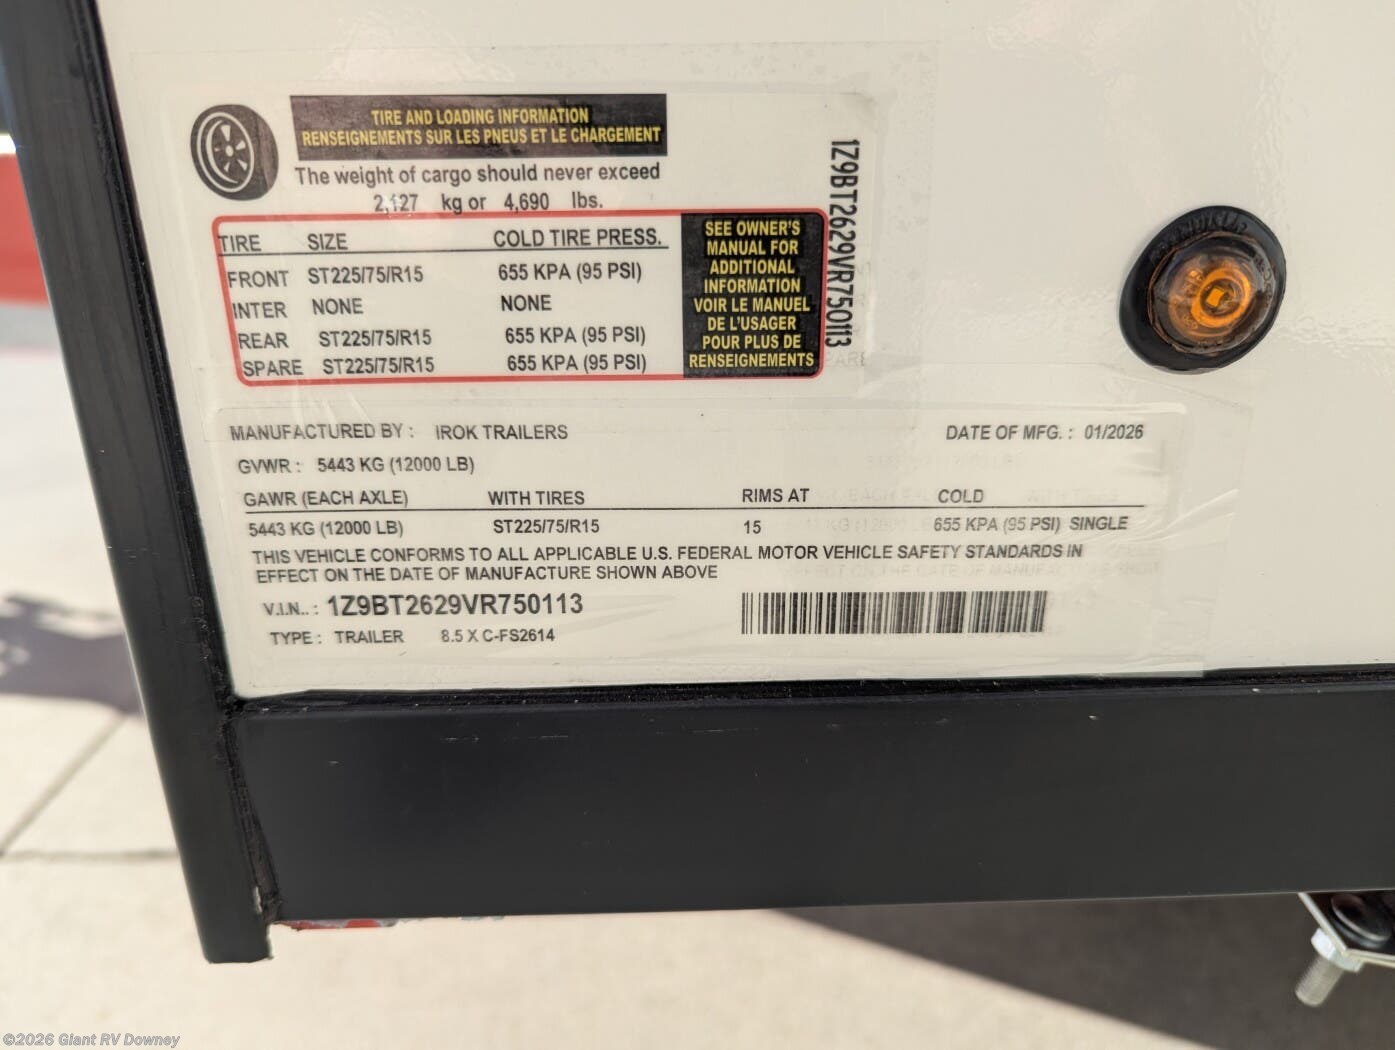 TIRE AND LOADING INFORMATION
RENSEIGNEMENTS SUR LES PNEUS ET LE CHARGEMENT
The weight of cargo should never exceed
2,127 kg or 4,690 lbs.
TIRE SIZE COLD TIRE PRESS.
FRONT ST225/75/R15 655 KPA (95 PSI)
INTER NONE NONE
REAR ST225/75/R15 655 KPA (95 PSI)
SPARE ST225/75/R15 655 KPA (95 PSI)
SEE OWNER'S
MANUAL FOR
ADDITIONAL
INFORMATION
VOIR LE MANUEL
DE L'USAGER
POUR PLUS DE
RENSEIGNEMENTS
1Z9BT2629VR750113
MANUFACTURED BY : IROK TRAILERS DATE OF MFG. : 01/2026
GVWR : 5443 KG (12000 LB)
GAWR (EACH AXLE) WITH TIRES RIMS AT COLD
5443 KG (12000 LB) ST225/75/R15 15 655 KPA (95 PSI) SINGLE
THIS VEHICLE CONFORMS TO ALL APPLICABLE U.S. FEDERAL MOTOR VEHICLE SAFETY STANDARDS IN
EFFECT ON THE DATE OF MANUFACTURE SHOWN ABOVE
V.I.N.. : 1Z9BT2629VR750113
TYPE : TRAILER 8.5 X C-FS2614
©2026 Giant RV Downey